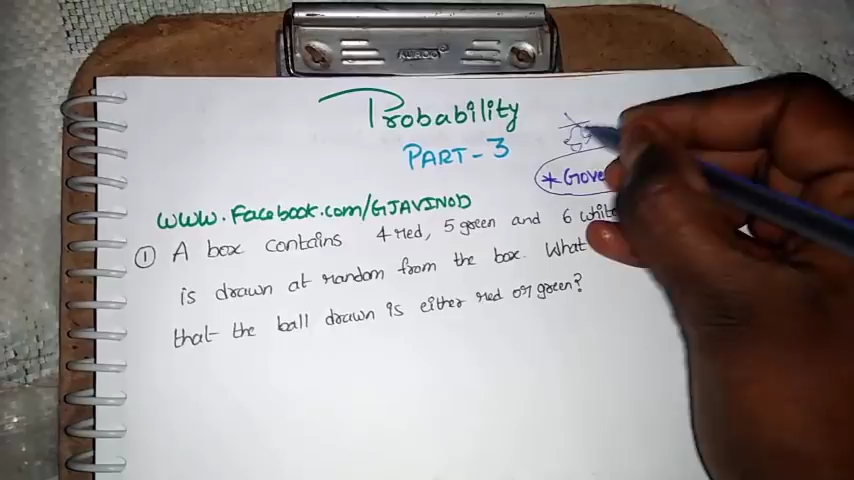 Probability
PART-3
*Gove
www.Facebook.com/GJAVINOD
① A box contains 4 red, 5 green and 6 white
is drawn at random from the box. What
that the ball drawn is either red or green?